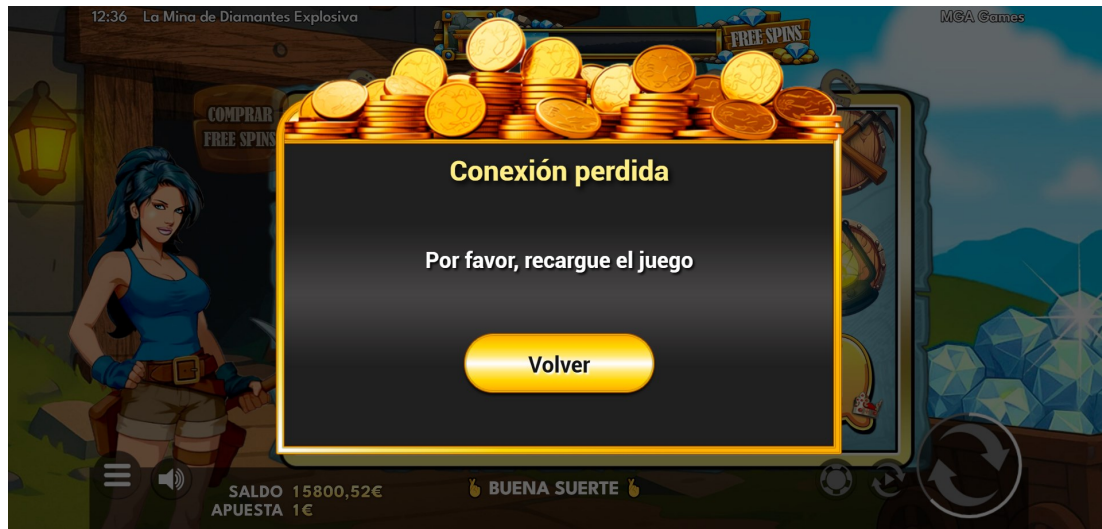 12:36 La Mina de Diamantes Explosiva
MGA Games
FREE SPINS
COMPRAR
FREE SPINS
Conexión perdida
Por favor, recargue el juego
Volver
SALDO 15800,52€
BUENA SUERTE
APUESTA 1€